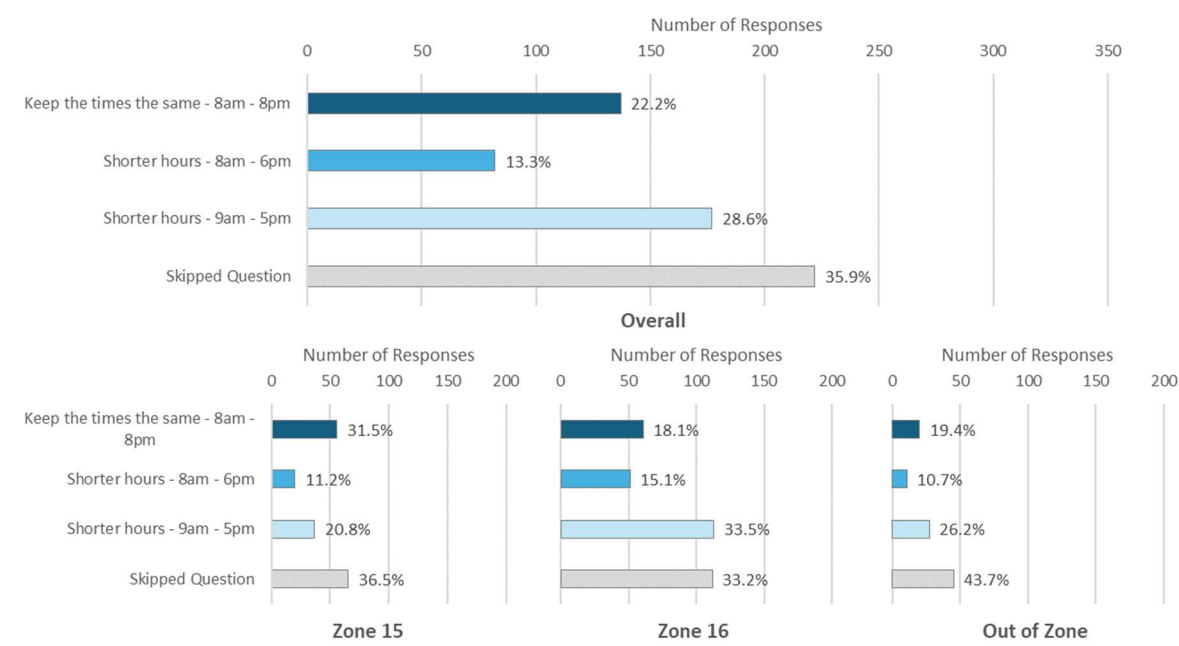 Number of Responses
0 50 100 150 200 250 300 350
Keep the times the same - 8am - 8pm 22.2%
Shorter hours - 8am - 6pm 13.3%
Shorter hours - 9am - 5pm 28.6%
Skipped Question 35.9%
Overall
Number of Responses Number of Responses Number of Responses
0 50 100 150 200 0 50 100 150 200 0 50 100 150 200
Keep the times the same - 8am -
8pm 31.5% 18.1% 19.4%
Shorter hours - 8am - 6pm 11.2% 15.1% 10.7%
Shorter hours - 9am - 5pm 20.8% 33.5% 26.2%
Skipped Question 36.5% 33.2% 43.7%
Zone 15 Zone 16 Out of Zone